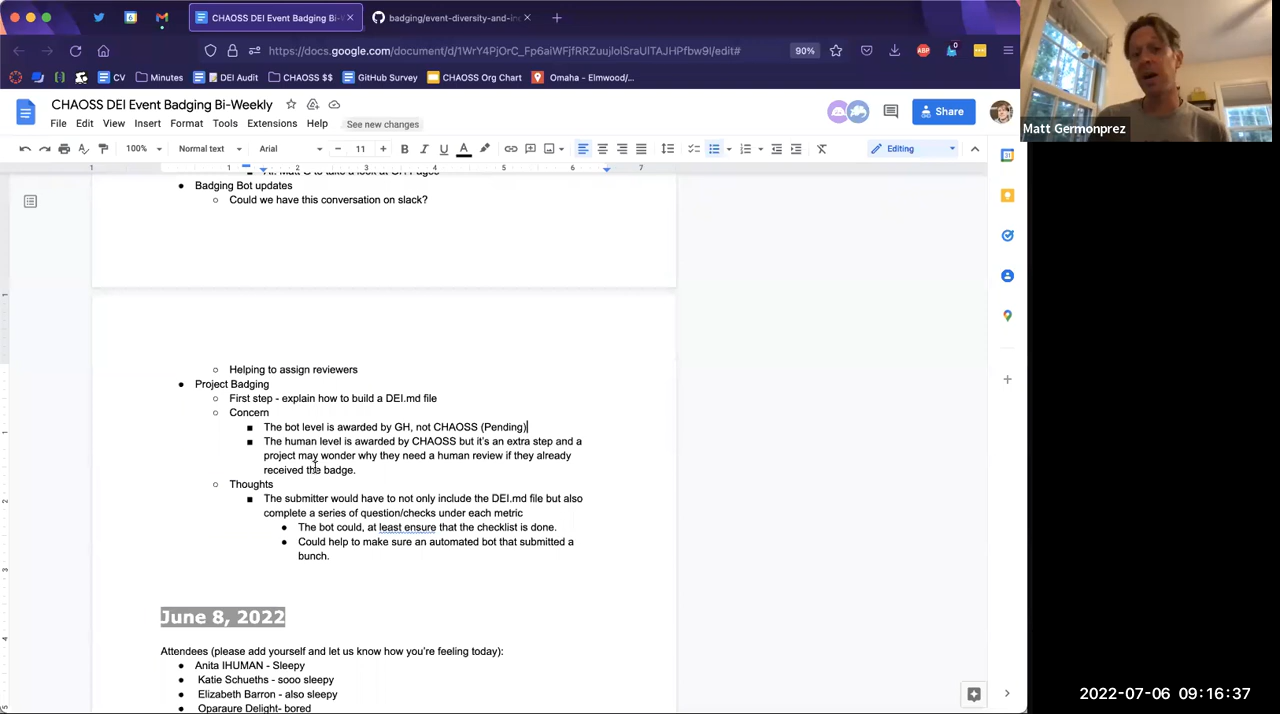 CHAOSS DEI Event Badging Bi-
badging/event-diversity-and-in
https://docs.google.com/document/d/
90%
CV
Minutes
DEI Audit
CHAOSS $$
GitHub Survey
CHAOSS Org Chart
Omaha - Elmwood/...
Matt Germonprez
CHAOSS DEI Event Badging Bi-Weekly
File Edit View Insert Format Tools Extensions Help See new changes
Share
100% Normal text Arial 11 Editing
1 1 2 3 4 5 6 7
Badging Bot updates
Could we have this conversation on slack?
Helping to assign reviewers
Project Badging
First step - explain how to build a DEI.md file
Concern
The bot level is awarded by GH, not CHAOSS (Pending)
The human level is awarded by CHAOSS but it's an extra step and a
project may wonder why they need a human review if they already
received the badge.
Thoughts
The submitter would have to not only include the DEI.md file but also
complete a series of question/checks under each metric
The bot could, at least ensure that the checklist is done.
Could help to make sure an automated bot that submitted a
bunch.
June 8, 2022
Attendees (please add yourself and let us know how you're feeling today):
Anita IHUMAN - Sleepy
Katie Schueths - sooo sleepy
Elizabeth Barron - also sleepy
Oparaure Delight- bored
2022-07-06 09:16:37